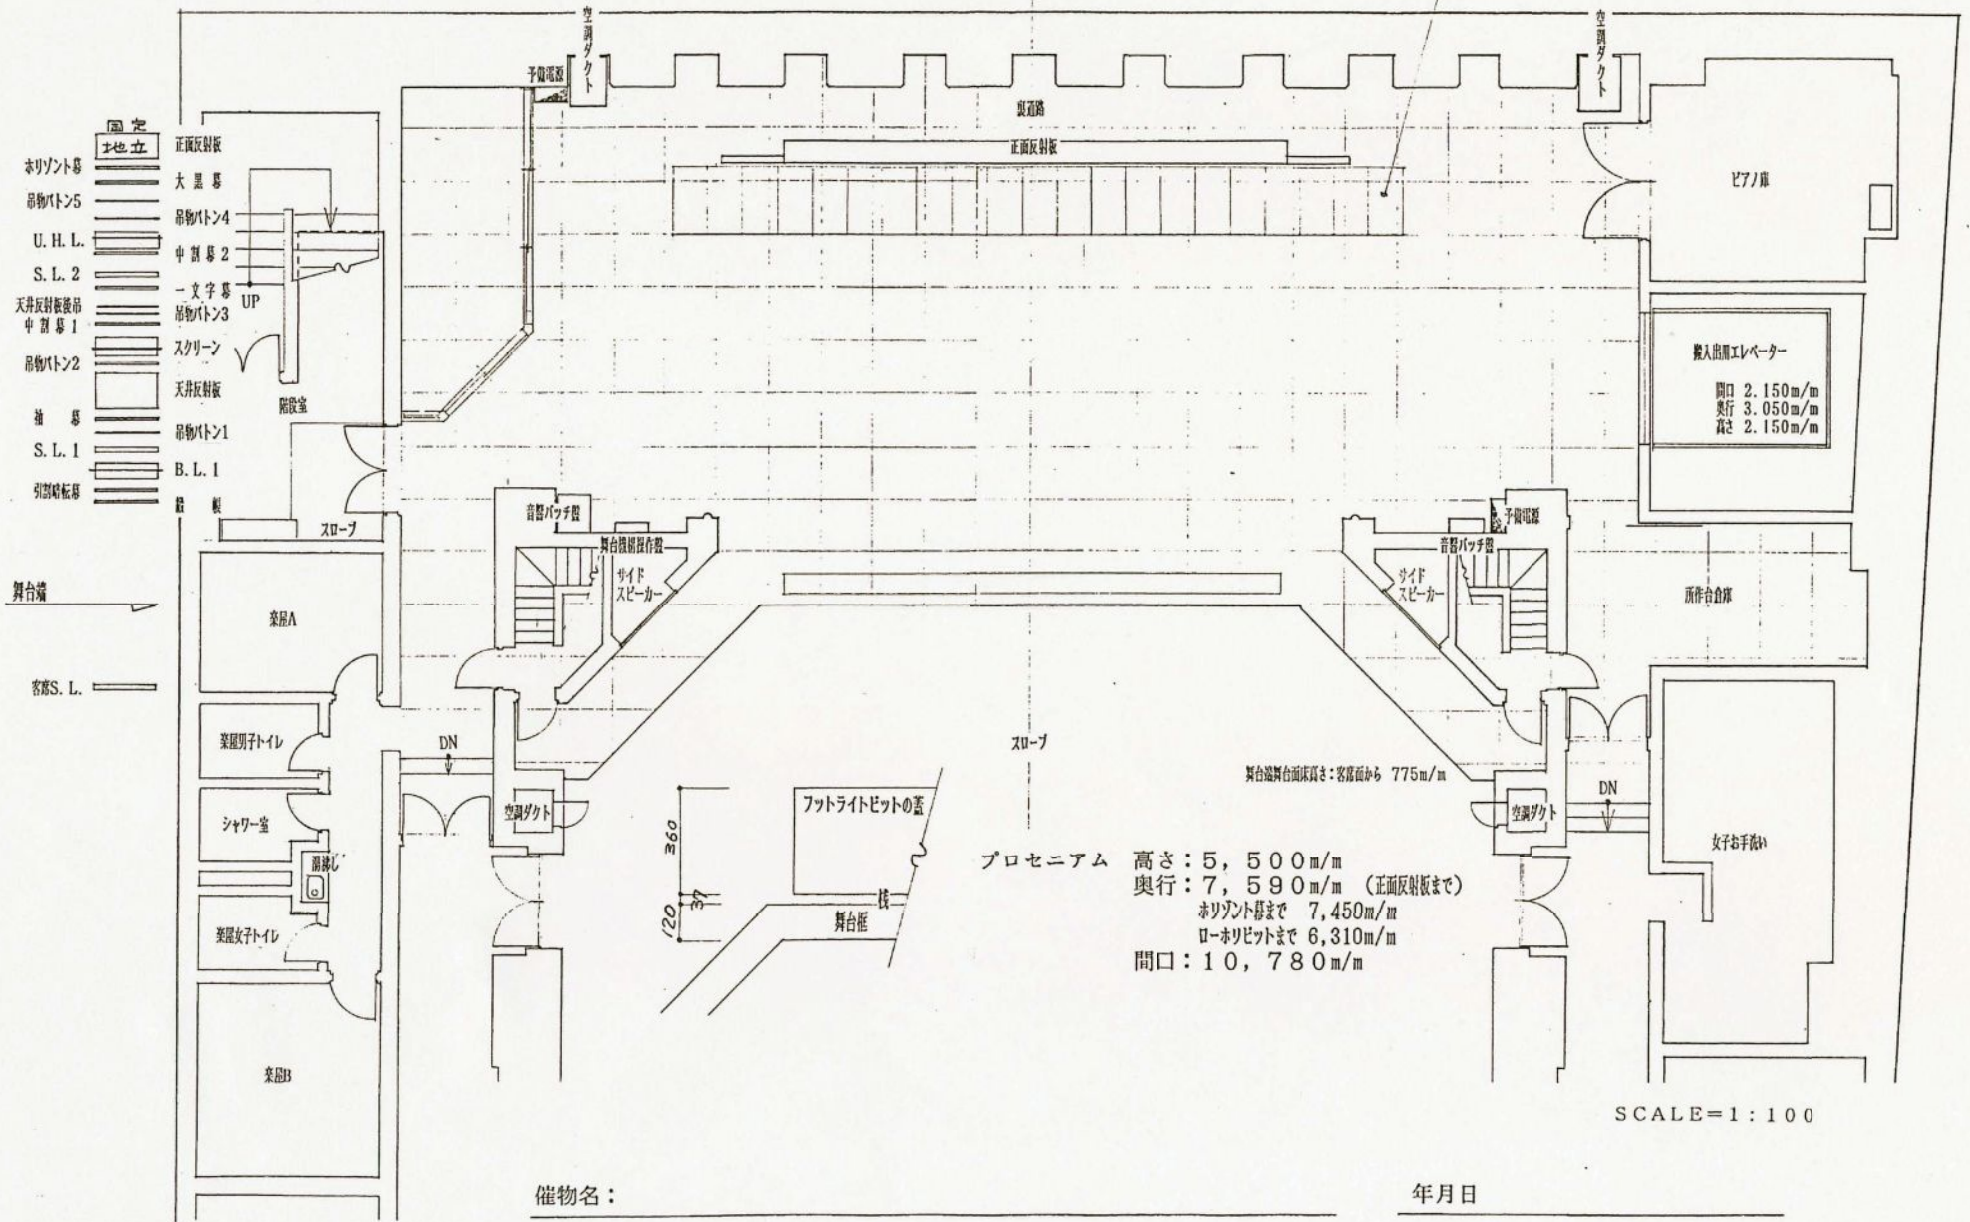 空調ダクト
空調ダクト
予備電源
裏通路
正面反射板
ピアノ庫
固定
地立
正面反射板
ホリゾント幕
大黒幕
吊物バトン5
吊物バトン4
U.H.L.
中割幕2
S.L.2
一文字幕
天井反射板後吊
吊物バトン3
中割幕1
スクリーン
吊物バトン2
天井反射板
袖幕
吊物バトン1
S.L.1
B.L.1
引割暗転幕
緞帳
舞台端
客席S.L.
UP
階段室
スロープ
搬入出用エレベーター
間口 2.150m/m
奥行 3.050m/m
高さ 2.150m/m
音響パッチ盤
舞台機構操作盤
サイド
スピーカー
予備電源
音響パッチ盤
サイド
スピーカー
所作台倉庫
楽屋A
楽屋男子トイレ
シャワー室
湯沸し
楽屋女子トイレ
楽屋B
DN
空調ダクト
スロープ
舞台端舞台面床高さ:客席面から 775m/m
DN
空調ダクト
女子お手洗い
フットライトピットの蓋
360
37
120
桟
舞台框
プロセニアム 高さ:5,500m/m
奥行:7,590m/m (正面反射板まで)
ホリゾント幕まで 7,450m/m
ローホリピットまで 6,310m/m
間口:10,780m/m
SCALE=1:100
催物名:
年月日